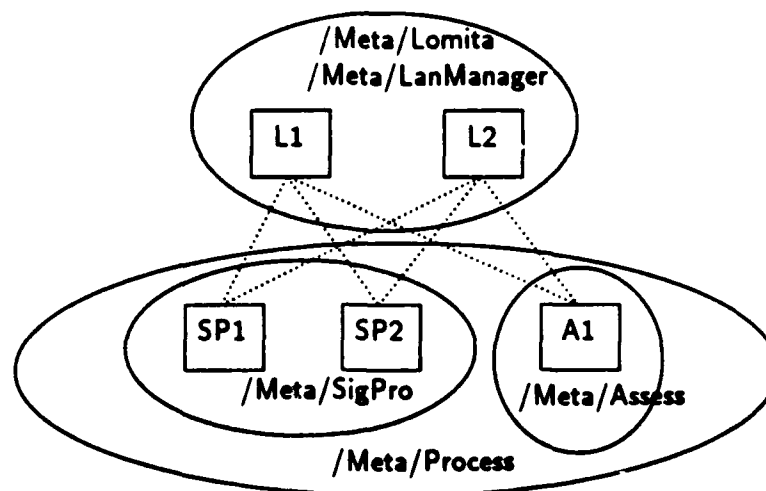 /Meta/Lomita
/Meta/LanManager
L1 L2
SP1 SP2 A1
/Meta/SigPro
/Meta/Assess
/Meta/Process